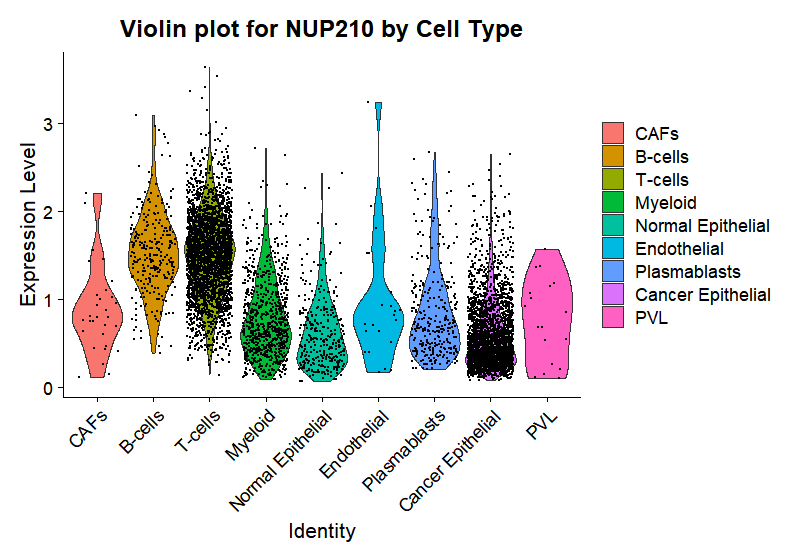 Violin plot for NUP210 by Cell Type
Expression Level
3
2
1
0
CAFs
B-cells
T-cells
Myeloid
Normal Epithelial
Endothelial
Plasmablasts
Cancer Epithelial
PVL
Identity
CAFs
B-cells
T-cells
Myeloid
Normal Epithelial
Endothelial
Plasmablasts
Cancer Epithelial
PVL